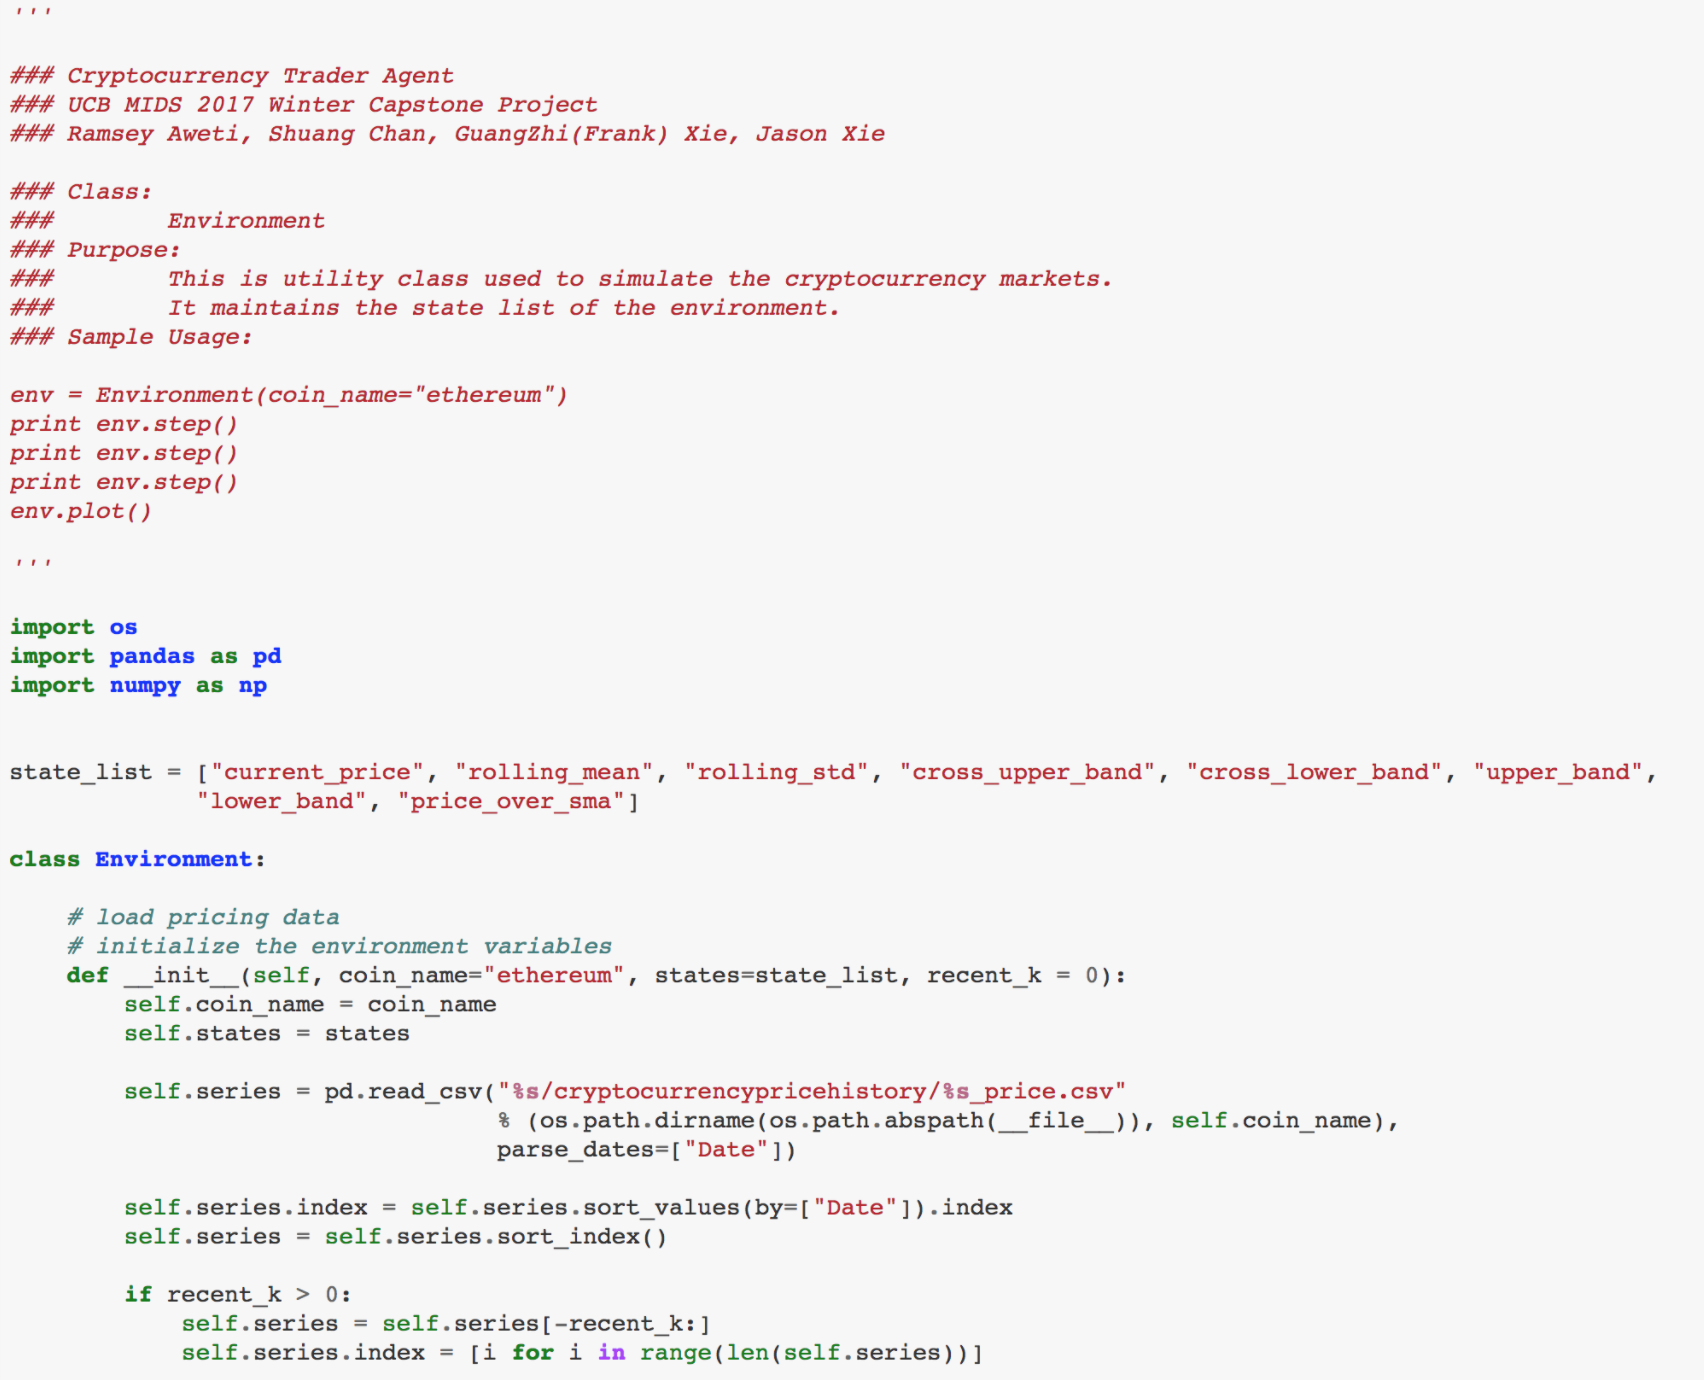 '''

### Cryptocurrency Trader Agent
### UCB MIDS 2017 Winter Capstone Project
### Ramsey Aweti, Shuang Chan, GuangZhi(Frank) Xie, Jason Xie

### Class:
###        Environment
### Purpose:
###        This is utility class used to simulate the cryptocurrency markets.
###        It maintains the state list of the environment.
### Sample Usage:

env = Environment(coin_name="ethereum")
print env.step()
print env.step()
print env.step()
env.plot()

'''

import os
import pandas as pd
import numpy as np


state_list = ["current_price", "rolling_mean", "rolling_std", "cross_upper_band", "cross_lower_band", "upper_band",
             "lower_band", "price_over_sma"]

class Environment:

    # load pricing data
    # initialize the environment variables
    def __init__(self, coin_name="ethereum", states=state_list, recent_k = 0):
        self.coin_name = coin_name
        self.states = states

        self.series = pd.read_csv("%s/cryptocurrencypricehistory/%s_price.csv"
                                  % (os.path.dirname(os.path.abspath(__file__)), self.coin_name),
                                  parse_dates=["Date"])

        self.series.index = self.series.sort_values(by=["Date"]).index
        self.series = self.series.sort_index()

        if recent_k > 0:
            self.series = self.series[-recent_k:]
            self.series.index = [i for i in range(len(self.series))]